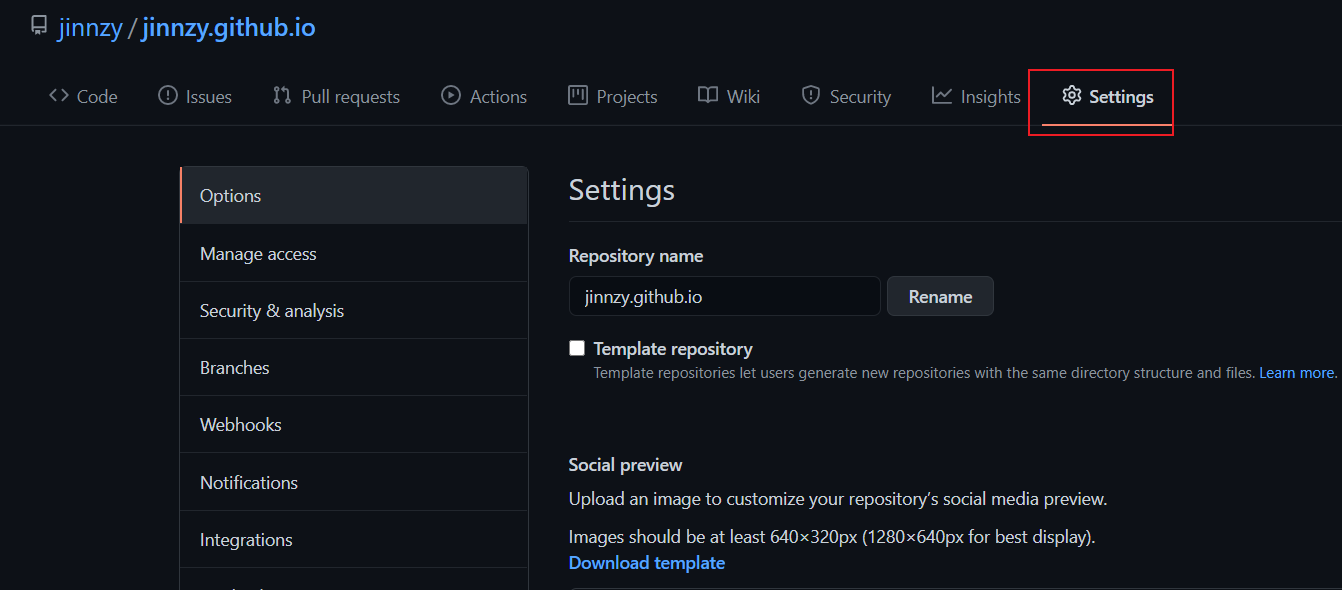 jinnzy / jinnzy.github.io
Code Issues Pull requests Actions Projects Wiki Security Insights Settings
Options
Manage access
Security & analysis
Branches
Webhooks
Notifications
Integrations
Settings
Repository name
jinnzy.github.io Rename
Template repository
Template repositories let users generate new repositories with the same directory structure and files. Learn more.
Social preview
Upload an image to customize your repository’s social media preview.
Images should be at least 640×320px (1280×640px for best display).
Download template